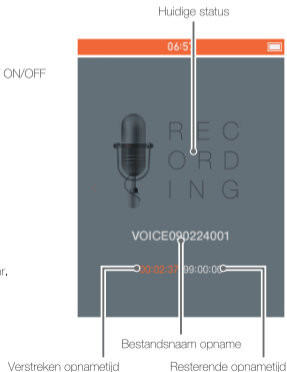 Huidige status
06:57
ON/OFF
REC
ORD
ING
VOICE090224001
r.
00:02:37 99:00:00
Bestandsnaam opname
Verstreken opnametijd
Resterende opnametijd